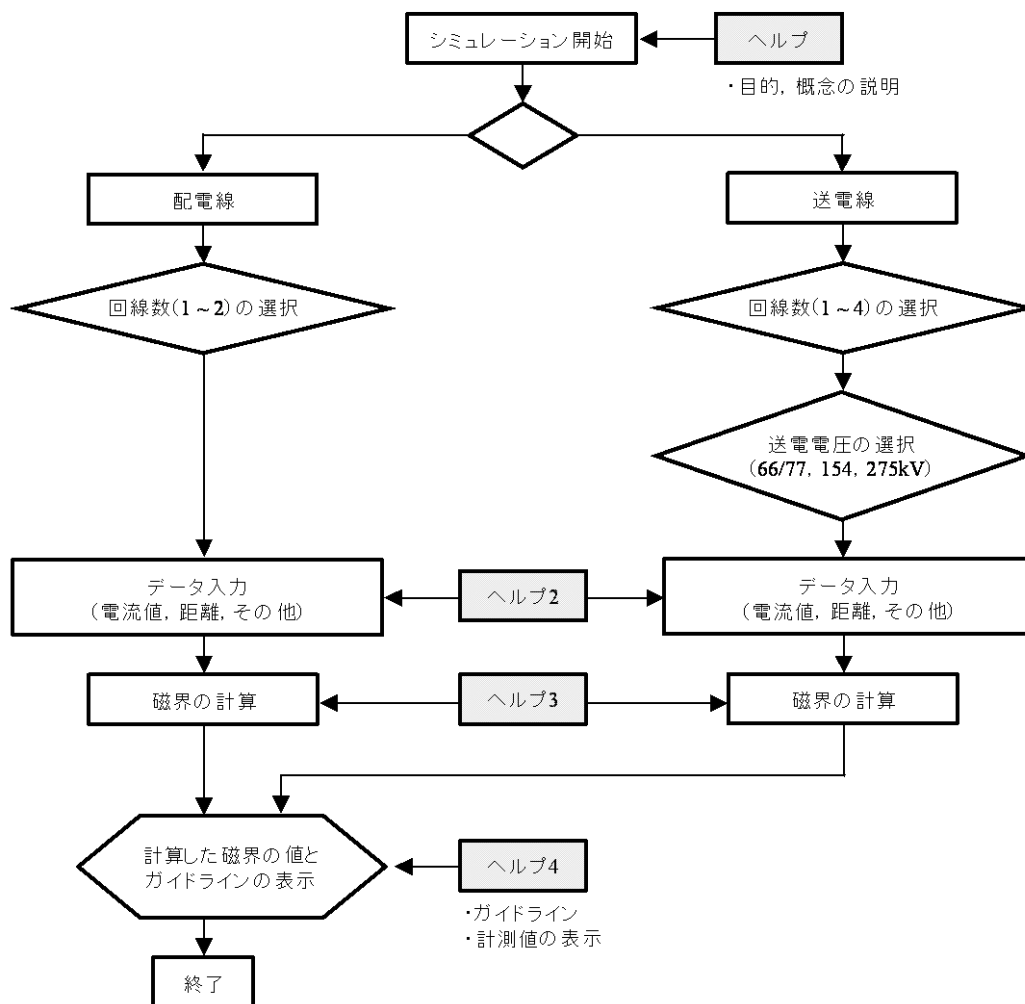 シミュレーション開始
ヘルプ
・目的, 概念の説明
配電線
送電線
回線数(1~2)の選択
回線数(1~4)の選択
送電電圧の選択
(66/77, 154, 275kV)
データ入力
(電流値, 距離, その他)
ヘルプ2
データ入力
(電流値, 距離, その他)
磁界の計算
ヘルプ3
磁界の計算
計算した磁界の値と
ガイドラインの表示
ヘルプ4
・ガイドライン
・計測値の表示
終了